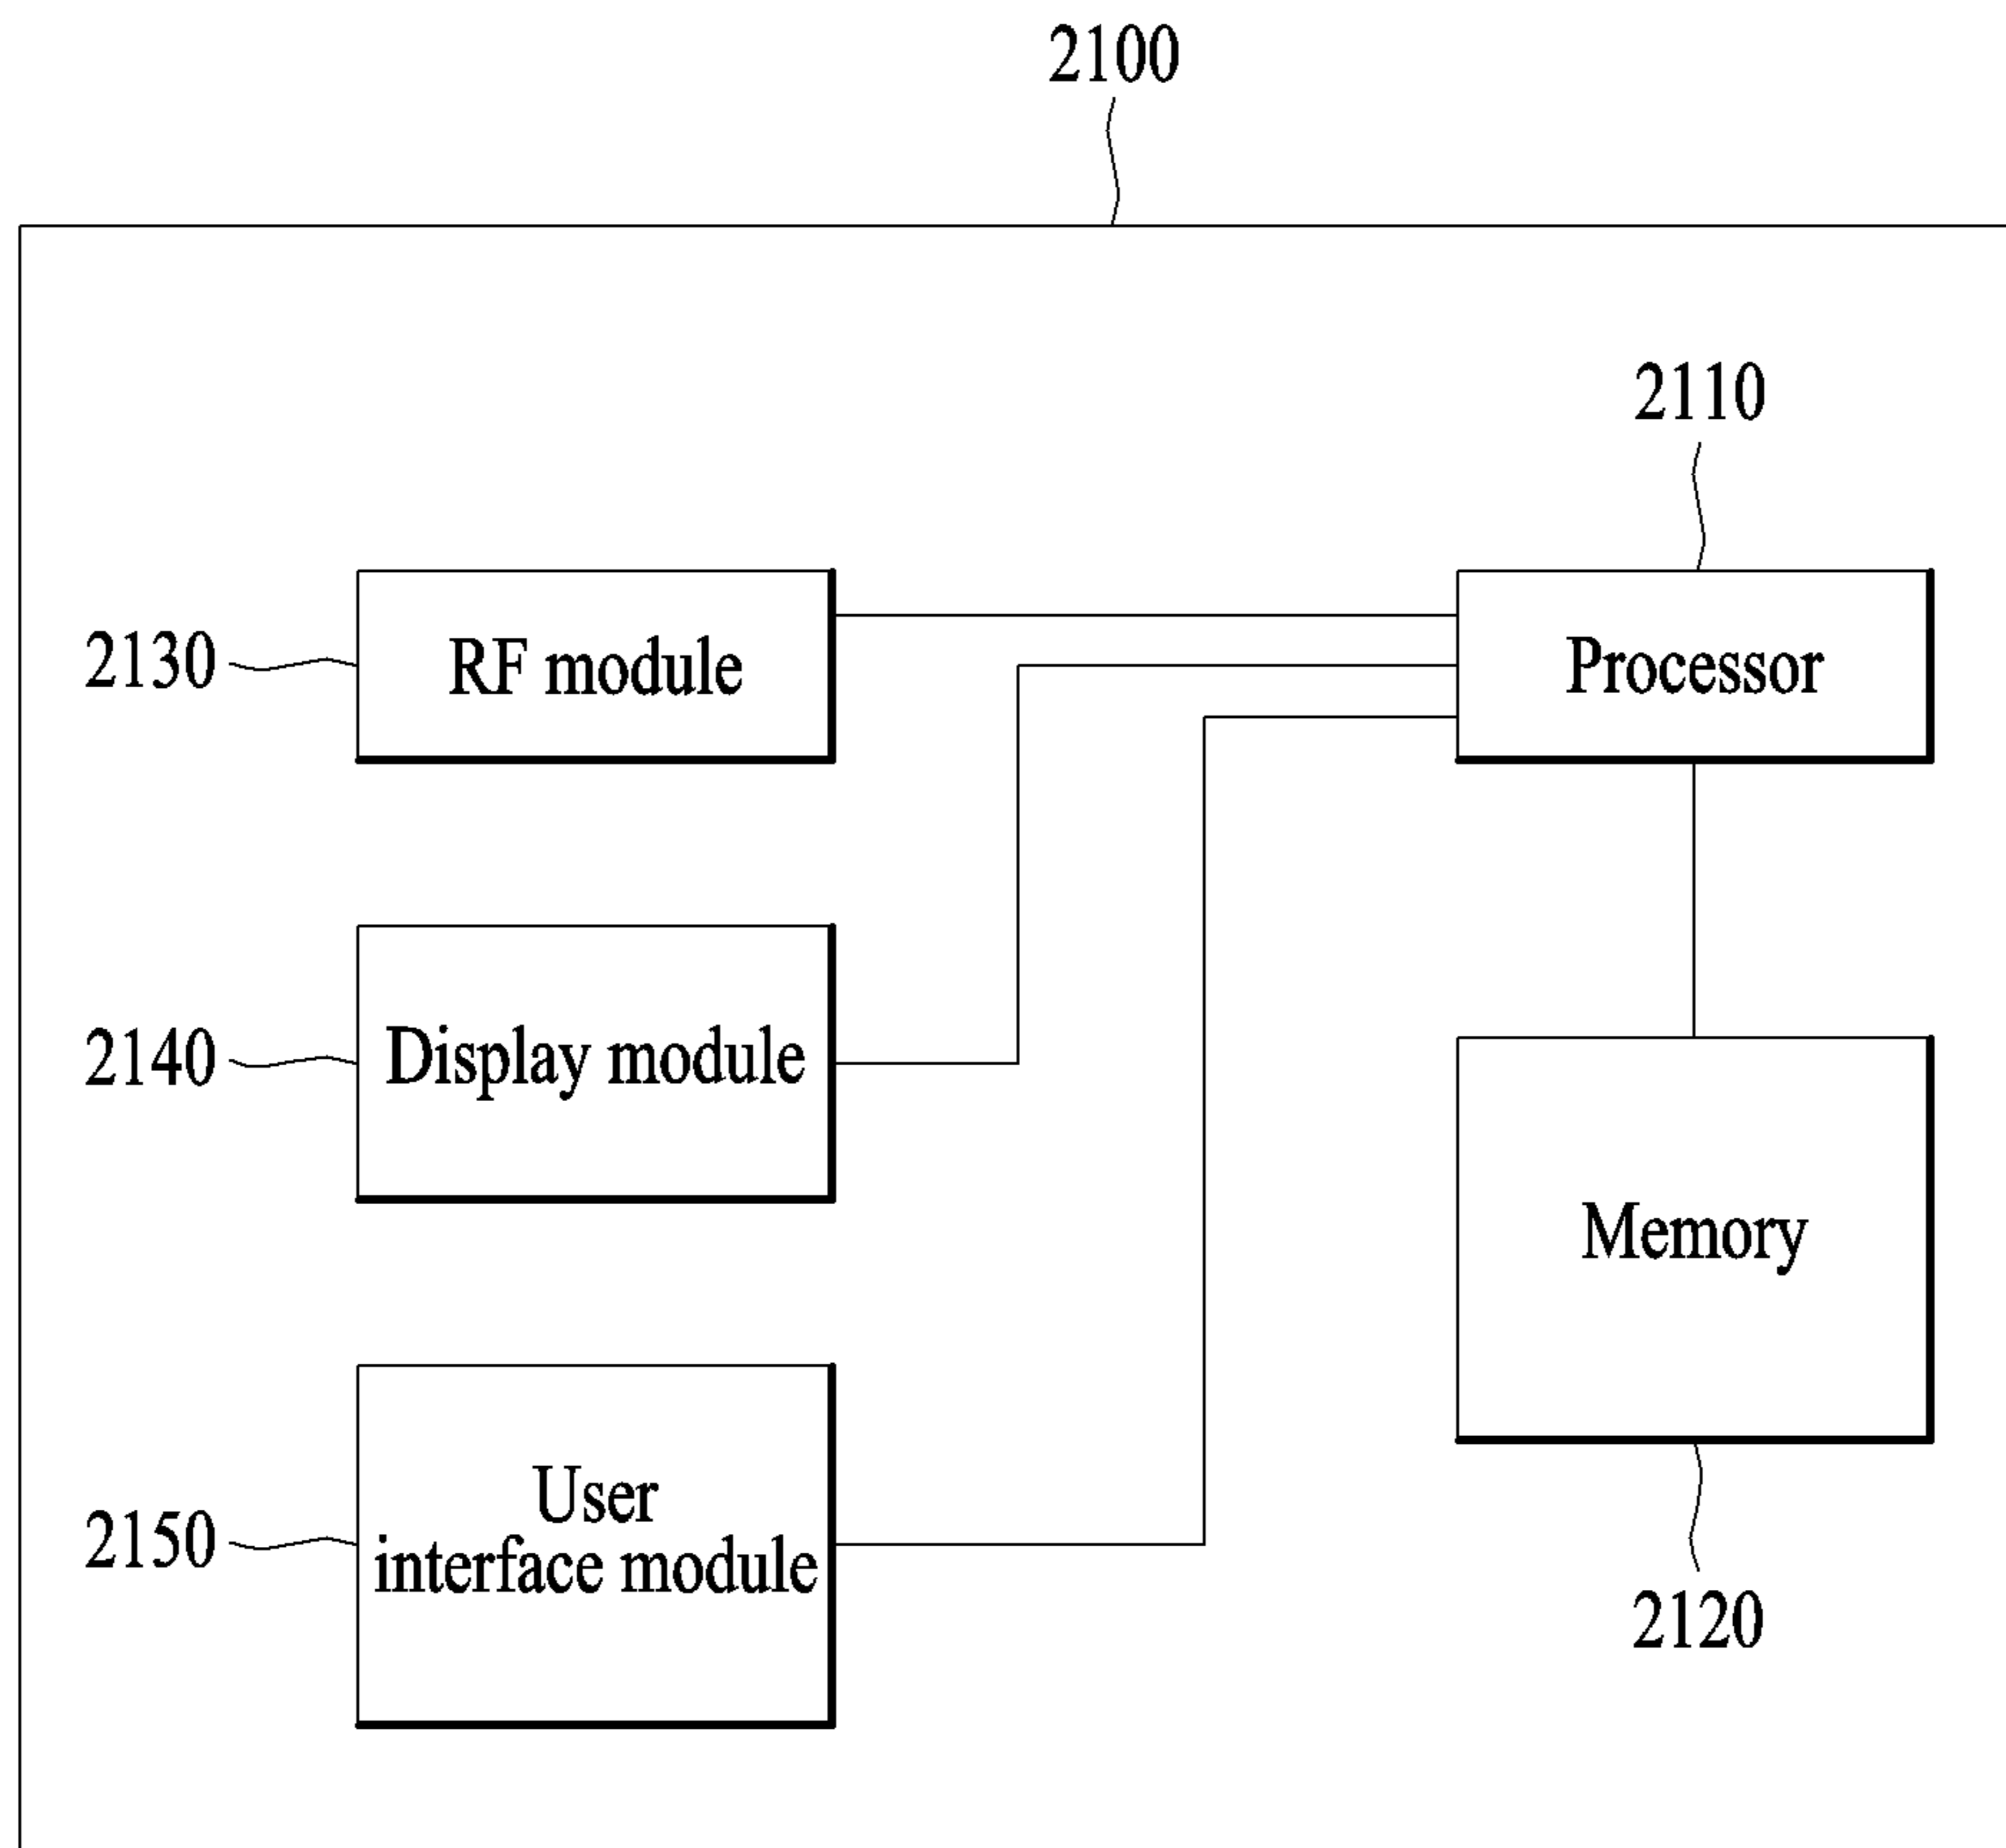 2100
2110
2130
RF module
Processor
2140
Display module
Memory
2150
User
interface module
2120